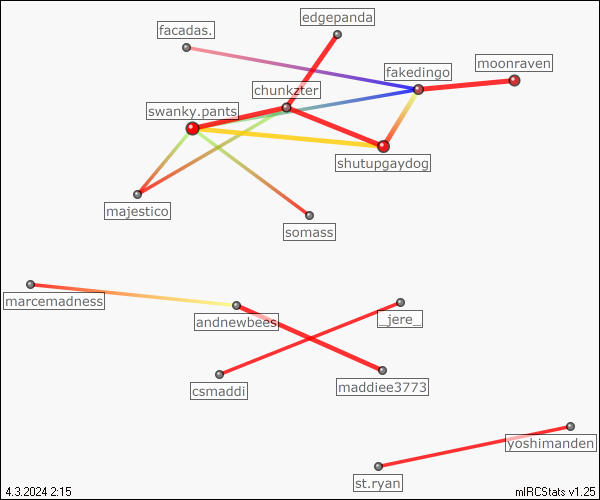 edgepanda
facadas.
moonraven
fakedingo
chunkzter
swanky.pants
shutupgaydog
majestico
somass
marcemadness
andnewbees
_jere_
csmaddi
maddiee3773
yoshimanden
st.ryan
4.3.2024 2:15
mIRCStats v1.25